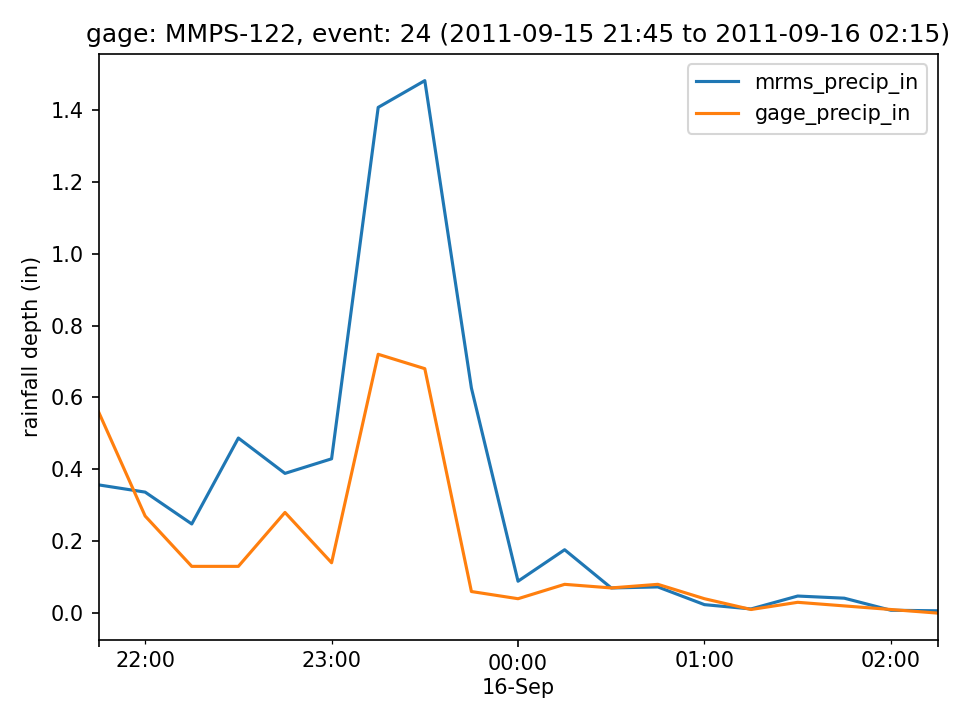 gage: MMPS-122, event: 24 (2011-09-15 21:45 to 2011-09-16 02:15)
mrms_precip_in
gage_precip_in
rainfall depth (in)
1.4
1.2
1.0
0.8
0.6
0.4
0.2
0.0
22:00 23:00 00:00 01:00 02:00
16-Sep